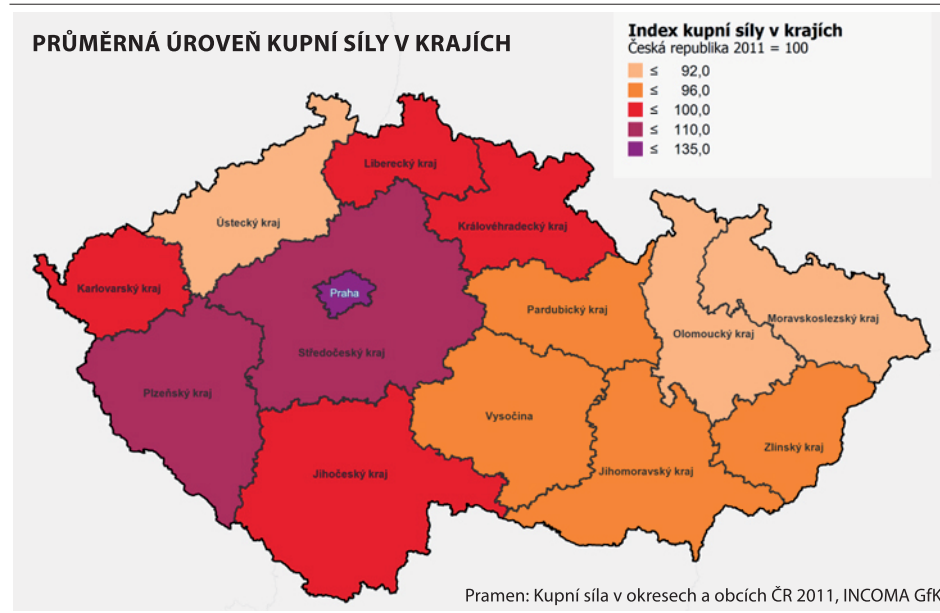 PRŮMĚRNÁ ÚROVEŇ KUPNÍ SÍLY V KRAJÍCH
Index kupní síly v krajích
Česká republika 2011 = 100
≤ 92,0
≤ 96,0
≤ 100,0
≤ 110,0
≤ 135,0
Liberecký kraj
Ústecký kraj
Královéhradecký kraj
Karlovarský kraj
Praha
Pardubický kraj
Moravskoslezský kraj
Olomoucký kraj
Středočeský kraj
Plzeňský kraj
Vysočina
Zlínský kraj
Jihočeský kraj
Jihomoravský kraj
Pramen: Kupní síla v okresech a obcích ČR 2011, INCOMA GfK